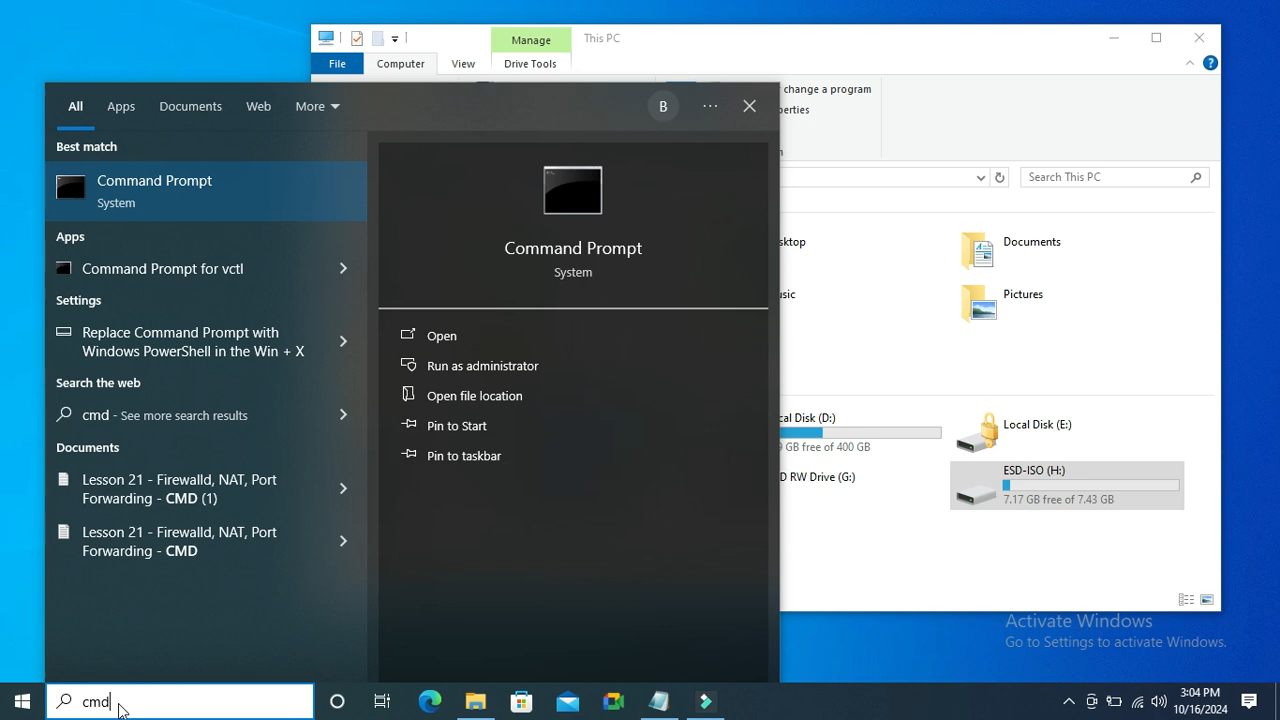 Manage
This PC
File
Computer
View
Drive Tools
All
Apps
Documents
Web
More
B
change a program
Best match
Command Prompt
System
Search This PC
Apps
Command Prompt for vctl
Settings
Replace Command Prompt with
Windows PowerShell in the Win + X
Search the web
cmd - See more search results
Documents
Lesson 21 - Firewalld, NAT, Port
Forwarding - CMD (1)
Lesson 21 - Firewalld, NAT, Port
Forwarding - CMD
Command Prompt
System
Open
Run as administrator
Open file location
Pin to Start
Pin to taskbar
Documents
Pictures
cal Disk (D:)
9 GB free of 400 GB
Local Disk (E:)
D RW Drive (G:)
ESD-ISO (H:)
7.17 GB free of 7.43 GB
Activate Windows
Go to Settings to activate Windows.
cmd
3:04 PM
10/16/2024